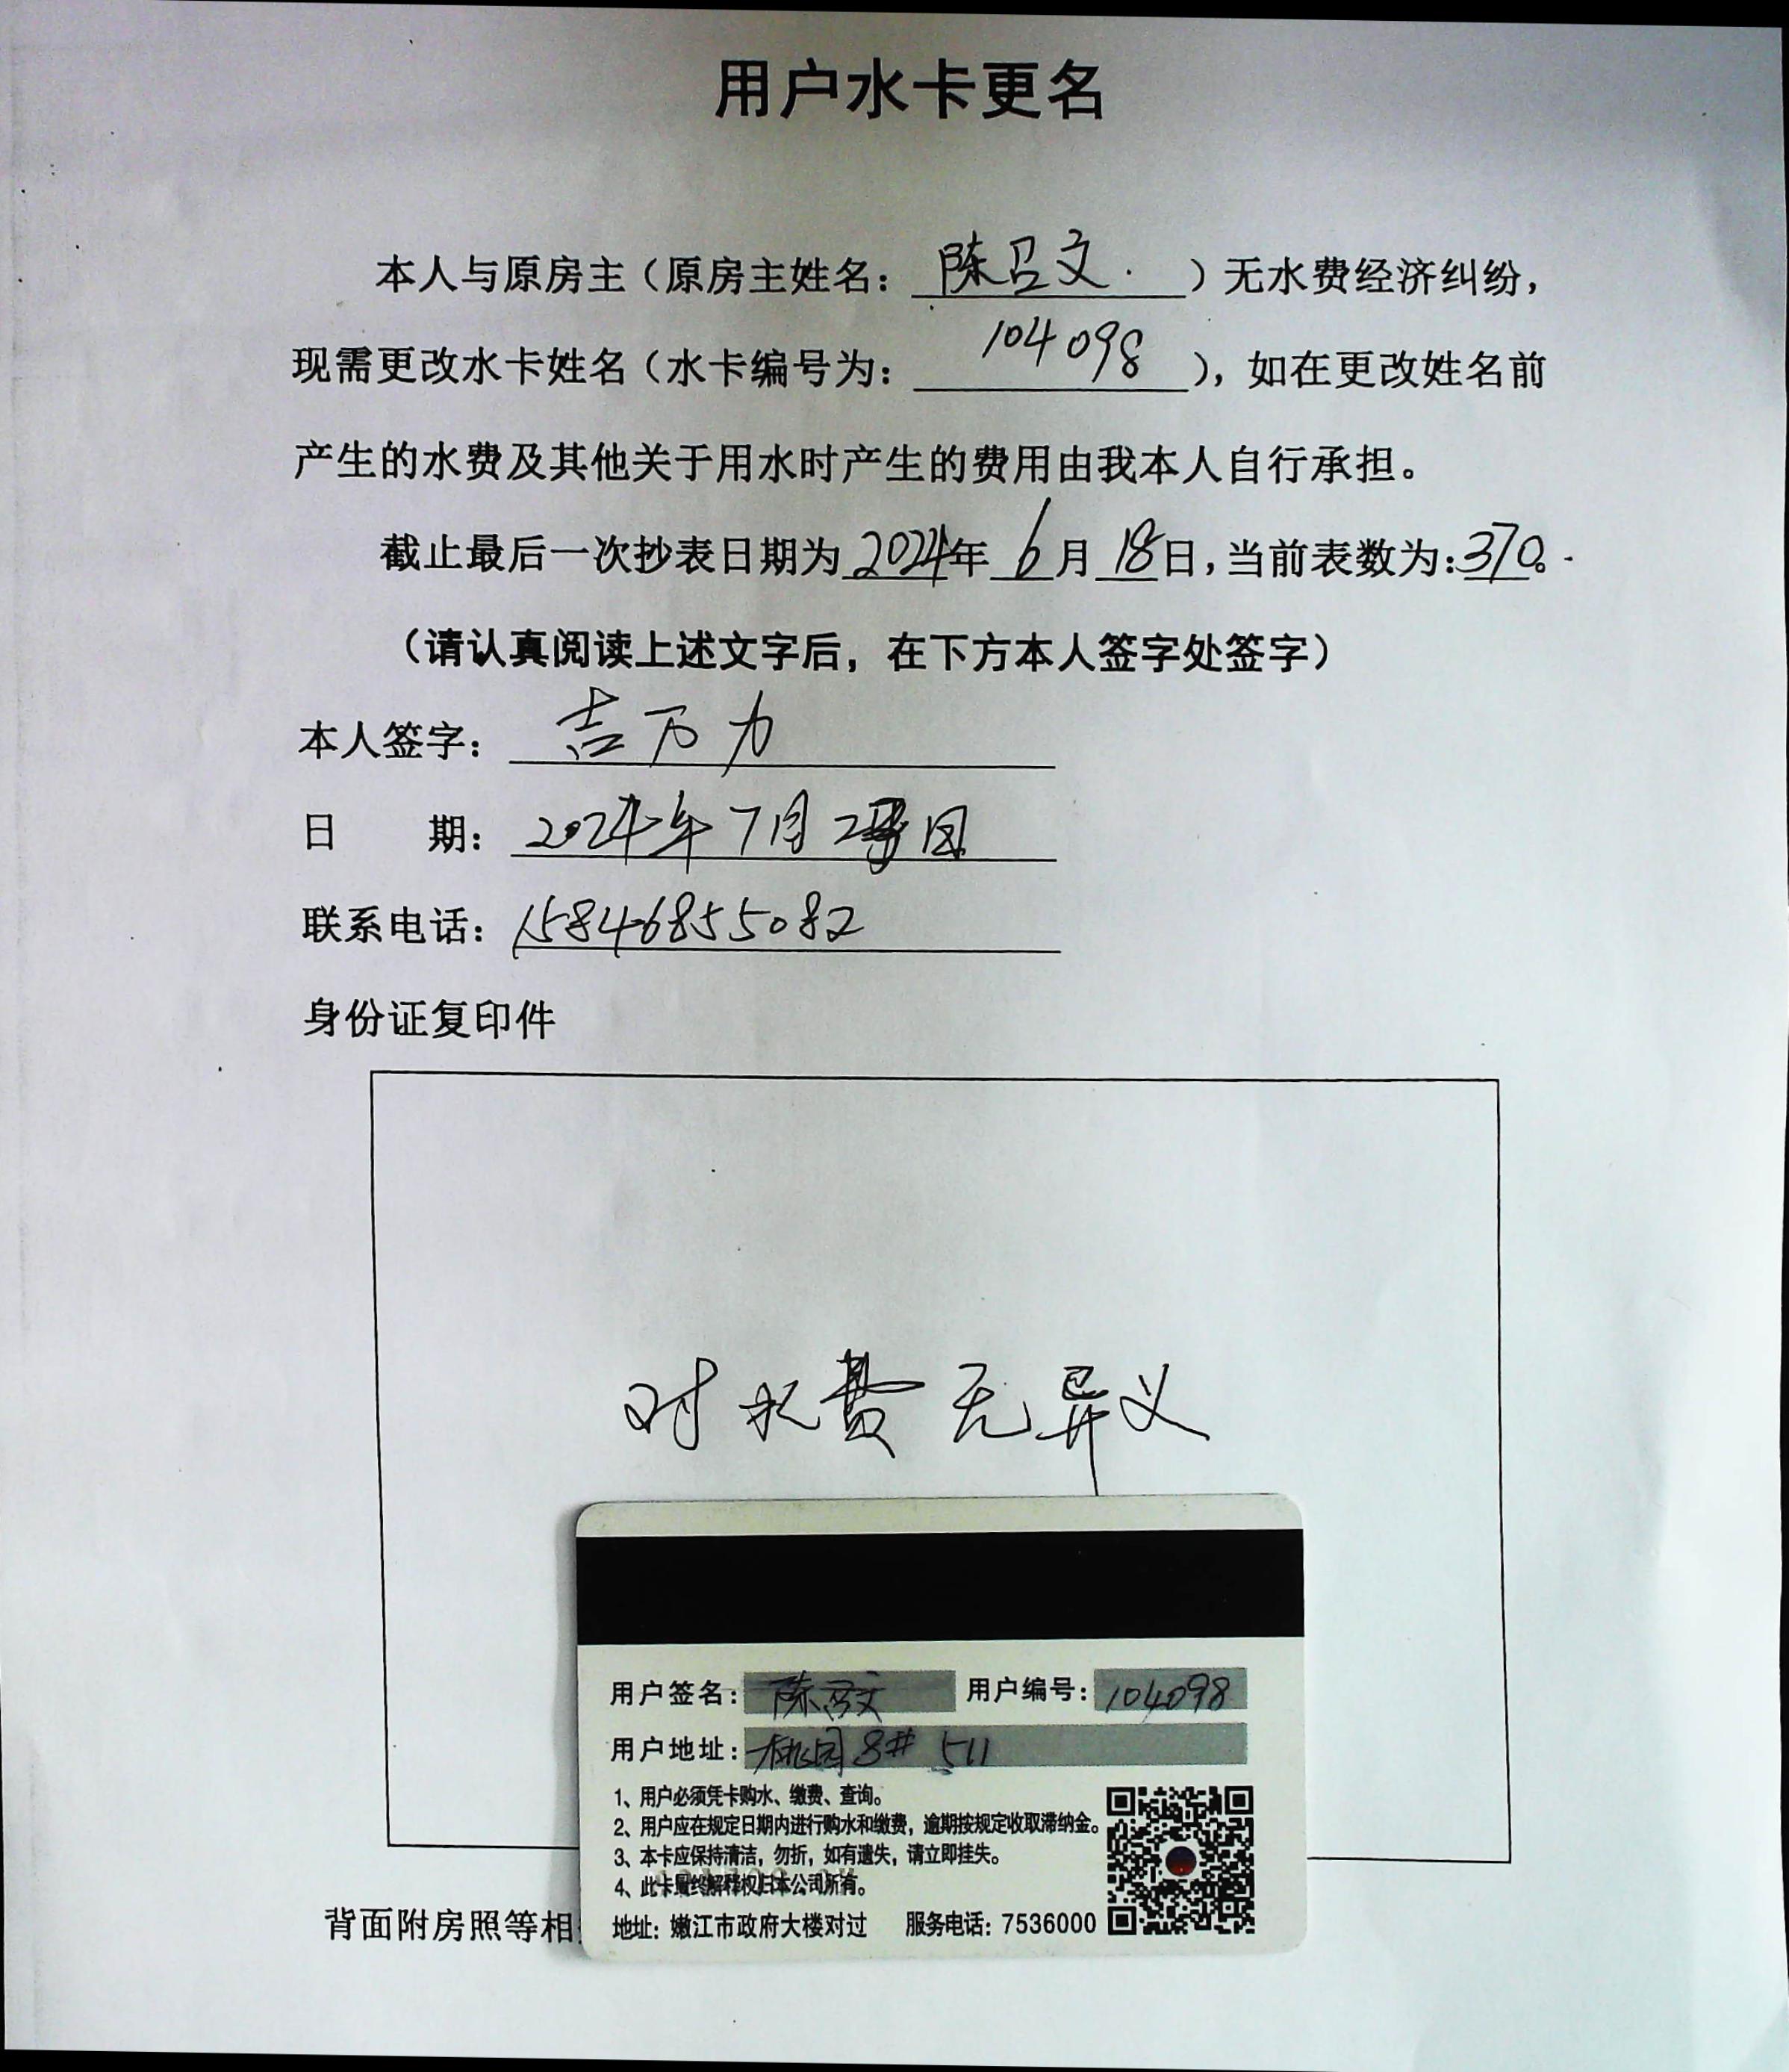 用户水卡更名
本人与原房主（原房主姓名：陈召文.）无水费经济纠纷，
现需更改水卡姓名（水卡编号为：104098），如在更改姓名前
产生的水费及其他关于用水时产生的费用由我本人自行承担。
截止最后一次抄表日期为2024年6月18日，当前表数为：370。
（请认真阅读上述文字后，在下方本人签字处签字）
本人签字：吉万力
日 期：2024年7月2日
联系电话：15846855082
身份证复印件
对水费无异义
用户签名：陈召文 用户编号：104098
用户地址：桃园8# 511
1、用户必须凭卡购水、缴费、查询。
2、用户应在规定日期内进行购水和缴费，逾期按规定收取滞纳金。
3、本卡应保持清洁，勿折，如有遗失，请立即挂失。
4、此卡最终解释权归本公司所有。
地址：嫩江市政府大楼对过 服务电话：7536000
背面附房照等相